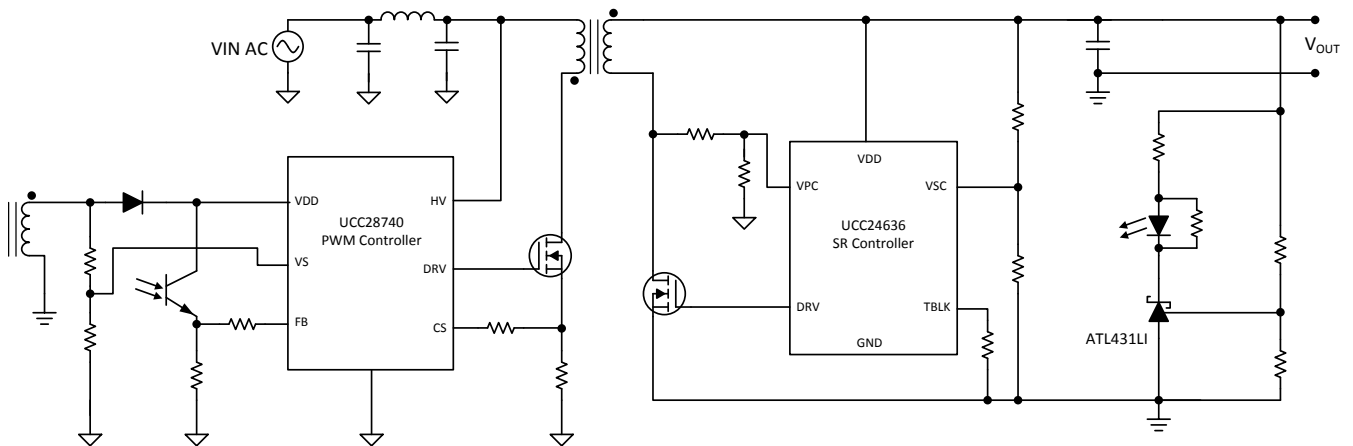 VIN AC
V_OUT
VDD
HV
UCC28740
PWM Controller
VS
DRV
FB
CS
VDD
VPC
VSC
UCC24636
SR Controller
DRV
TBLK
GND
ATL431LI